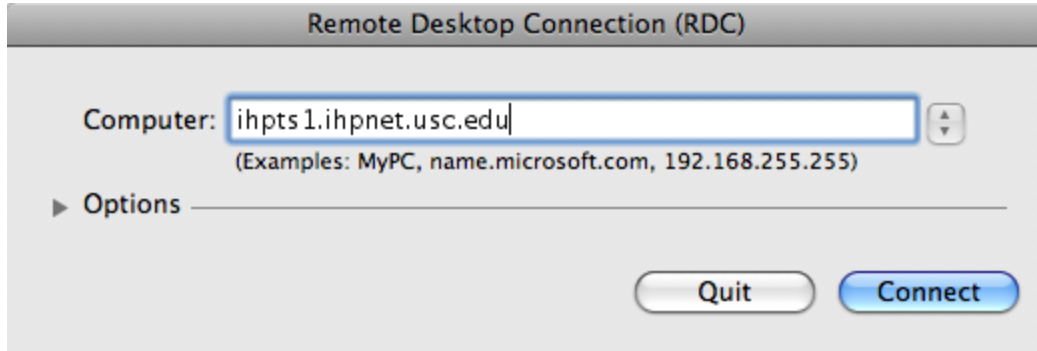 Remote Desktop Connection (RDC)
Computer: ihpts1.ihpnet.usc.edu
(Examples: MyPC, name.microsoft.com, 192.168.255.255)
Options
Quit Connect